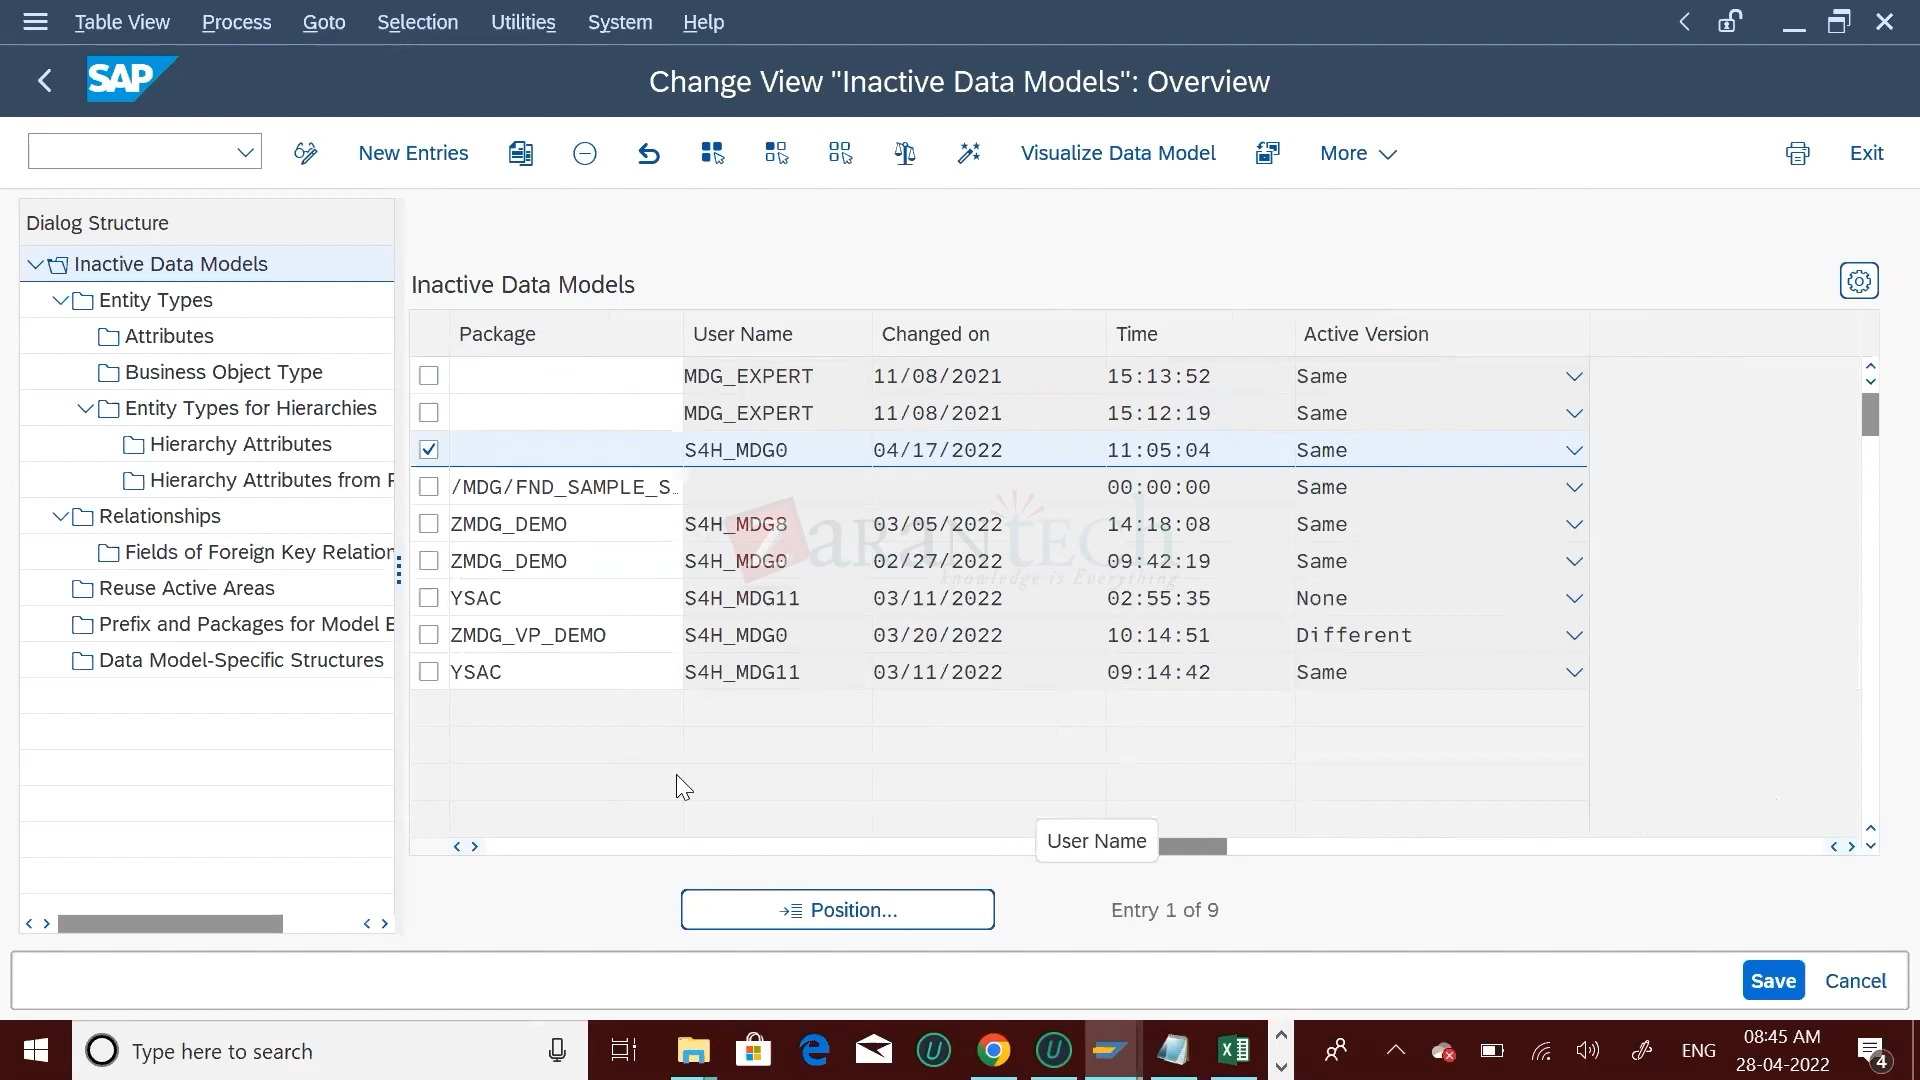 Table View Process Goto Selection Utilities System Help
SAP Change View "Inactive Data Models": Overview
New Entries Visualize Data Model More Exit
Dialog Structure
Inactive Data Models
Entity Types
Attributes
Business Object Type
Entity Types for Hierarchies
Hierarchy Attributes
Hierarchy Attributes from
Relationships
Fields of Foreign Key Relation
Reuse Active Areas
Prefix and Packages for Model
Data Model-Specific Structures
Inactive Data Models
Package User Name Changed on Time Active Version
MDG_EXPERT 11/08/2021 15:13:52 Same
MDG_EXPERT 11/08/2021 15:12:19 Same
S4H_MDG0 04/17/2022 11:05:04 Same
/MDG/FND_SAMPLE_S.. 00:00:00 Same
ZMDG_DEMO S4H_MDG8 03/05/2022 14:18:08 Same
ZMDG_DEMO S4H_MDG0 02/27/2022 09:42:19 Same
YSAC S4H_MDG11 03/11/2022 02:55:35 None
ZMDG_VP_DEMO S4H_MDG0 03/20/2022 10:14:51 Different
YSAC S4H_MDG11 03/11/2022 09:14:42 Same
ZaranTech
knowledge is Everything
User Name
Position... Entry 1 of 9
Save Cancel
Type here to search
ENG
08:45 AM
28-04-2022
4